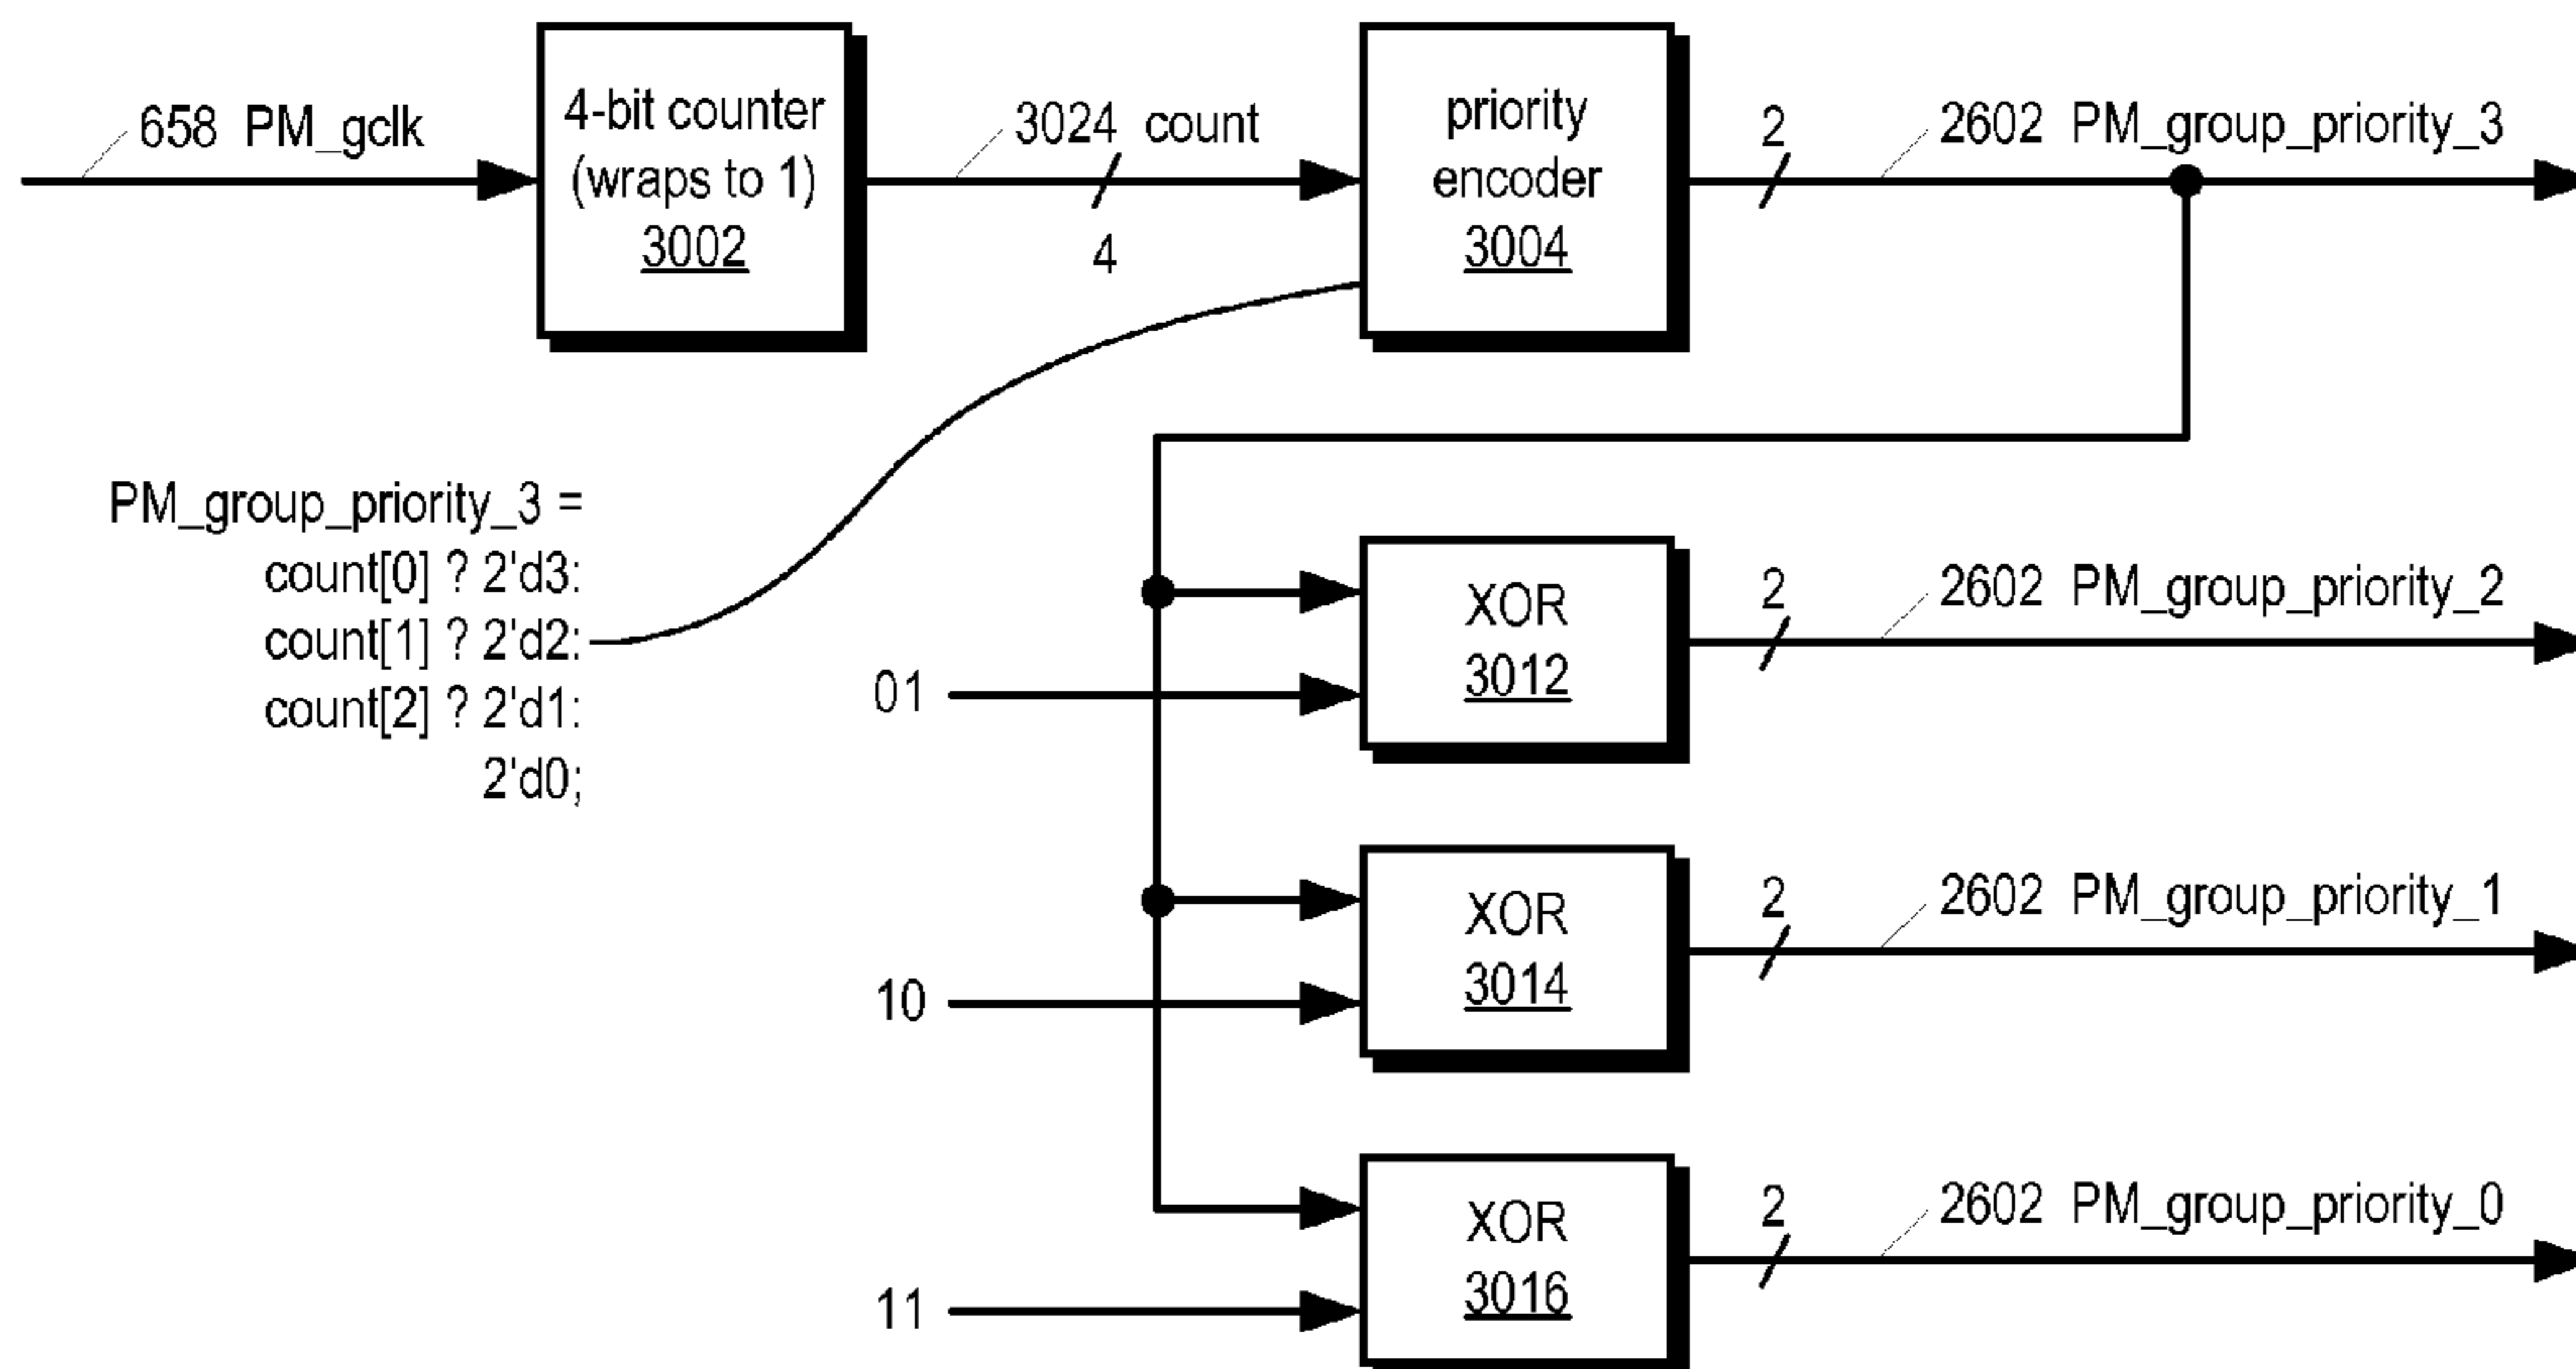 658 PM_gclk
4-bit counter
(wraps to 1)
3002
3024 count
4
priority
encoder
3004
2
2602 PM_group_priority_3
PM_group_priority_3 =
count[0] ? 2'd3:
count[1] ? 2'd2:
count[2] ? 2'd1:
2'd0;
01
XOR
3012
2
2602 PM_group_priority_2
10
XOR
3014
2
2602 PM_group_priority_1
11
XOR
3016
2
2602 PM_group_priority_0